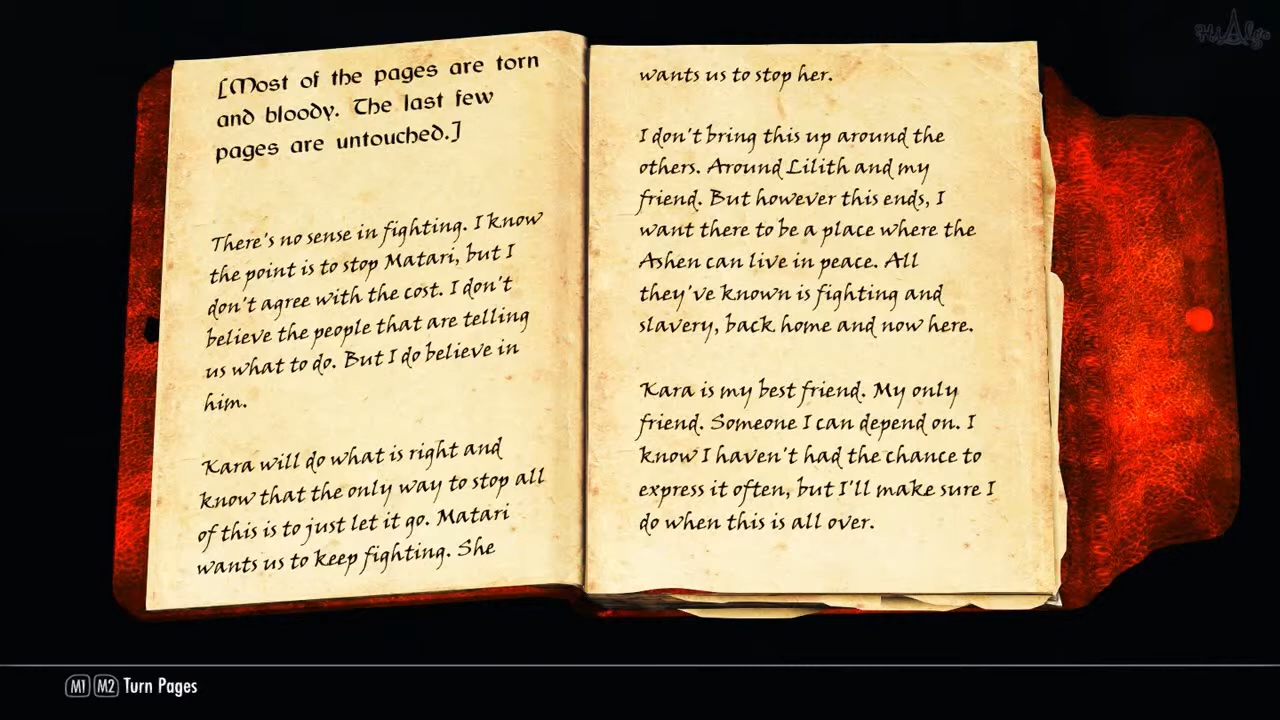 [Most of the pages are torn
and bloody. The last few
pages are untouched.]
There's no sense in fighting. I know
the point is to stop Matari, but I
don't agree with the cost. I don't
believe the people that are telling
us what to do. But I do believe in
him.
Kara will do what is right and
know that the only way to stop all
of this is to just let it go. Matari
wants us to keep fighting. She
wants us to stop her.
I don't bring this up around the
others. Around Lilith and my
friend. But however this ends, I
want there to be a place where the
Ashen can live in peace. All
they've known is fighting and
slavery, back home and now here.
Kara is my best friend. My only
friend. Someone I can depend on. I
know I haven't had the chance to
express it often, but I'll make sure I
do when this is all over.
M1 M2 Turn Pages
HiAlgo